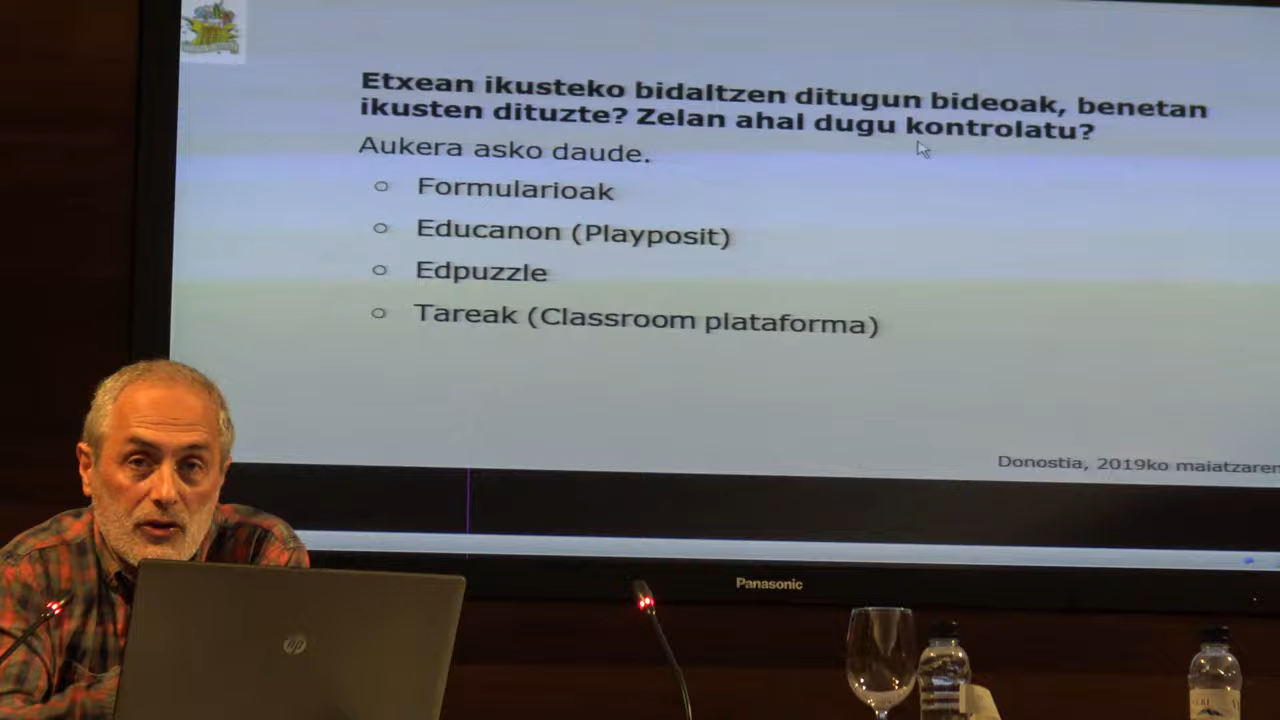 Etxean ikusteko bidaltzen ditugun bideoak, benetan
ikusten dituzte? Zelan ahal dugu kontrolatu?
Aukera asko daude.
Formularioak
Educanon (Playposit)
Edpuzzle
Tareak (Classroom plataforma)
Donostia, 2019ko maiatzaren
Panasonic
hp